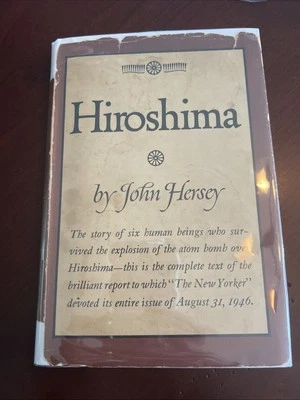 Hiroshima
by John Hersey
The story of six human beings who sur-
vived the explosion of the atom bomb over
Hiroshima—this is the complete text of the
brilliant report to which "The New Yorker"
devoted its entire issue of August 31, 1946.